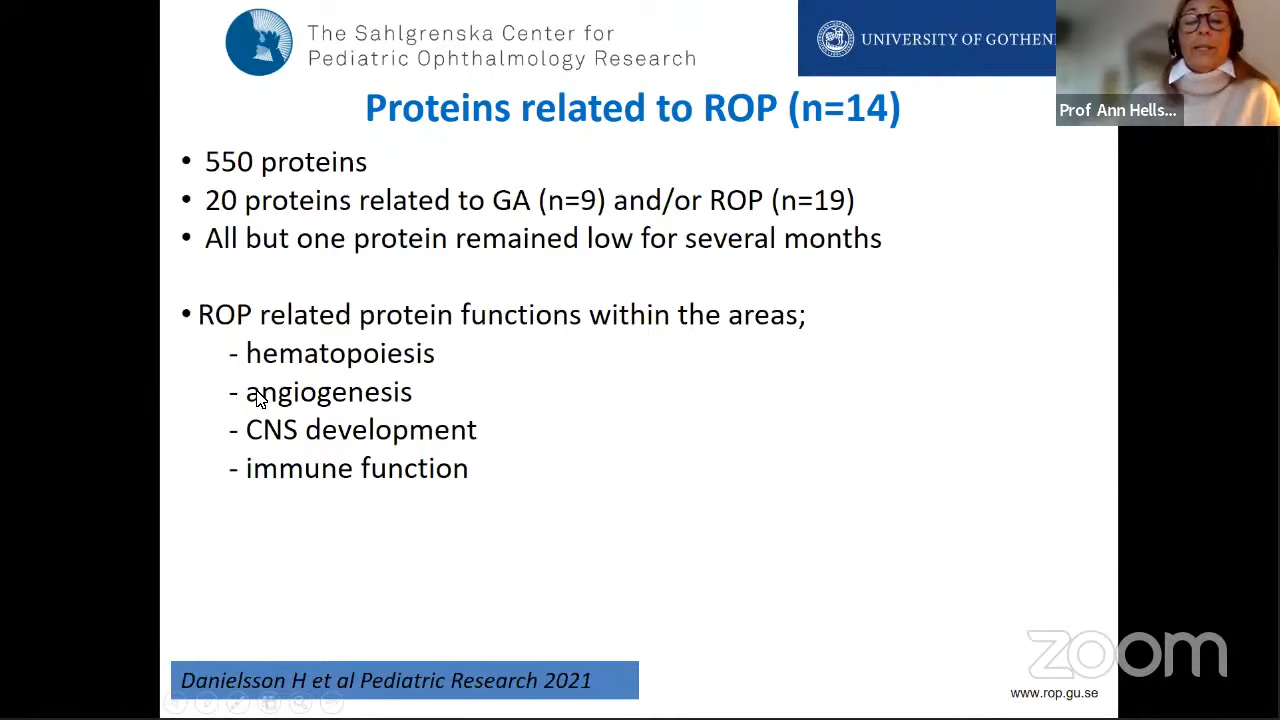 The Sahlgrenska Center for
Pediatric Ophthalmology Research
UNIVERSITY OF GOTHEN
Prof Ann Hells...
Proteins related to ROP (n=14)
• 550 proteins
• 20 proteins related to GA (n=9) and/or ROP (n=19)
• All but one protein remained low for several months
• ROP related protein functions within the areas;
- hematopoiesis
- angiogenesis
- CNS development
- immune function
Danielsson H et al Pediatric Research 2021
zoom
www.rop.gu.se